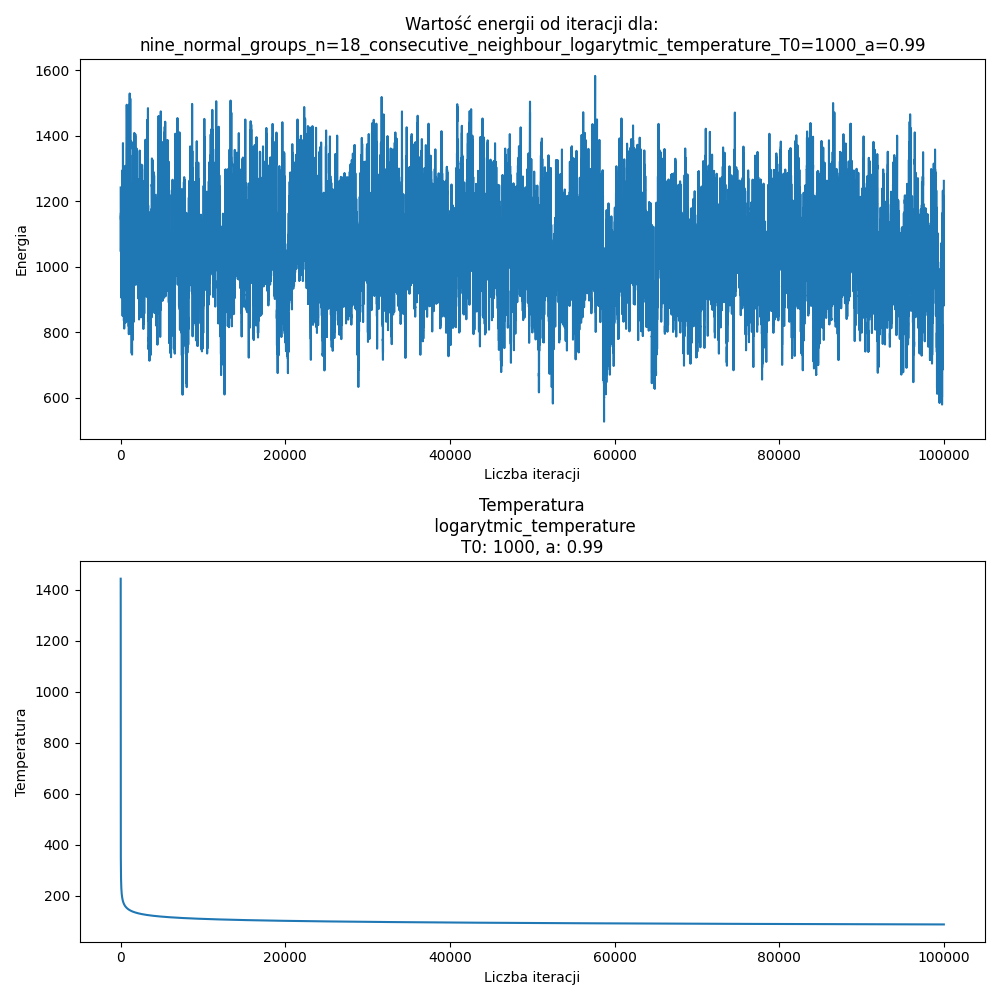 Wartość energii od iteracji dla:
nine_normal_groups_n=18_consecutive_neighbour_logarytmic_temperature_T0=1000_a=0.99
1600
1400
1200
1000
800
600
Energia
0 20000 40000 60000 80000 100000
Liczba iteracji
Temperatura
logarytmic_temperature
T0: 1000, a: 0.99
1400
1200
1000
800
600
400
200
Temperatura
0 20000 40000 60000 80000 100000
Liczba iteracji